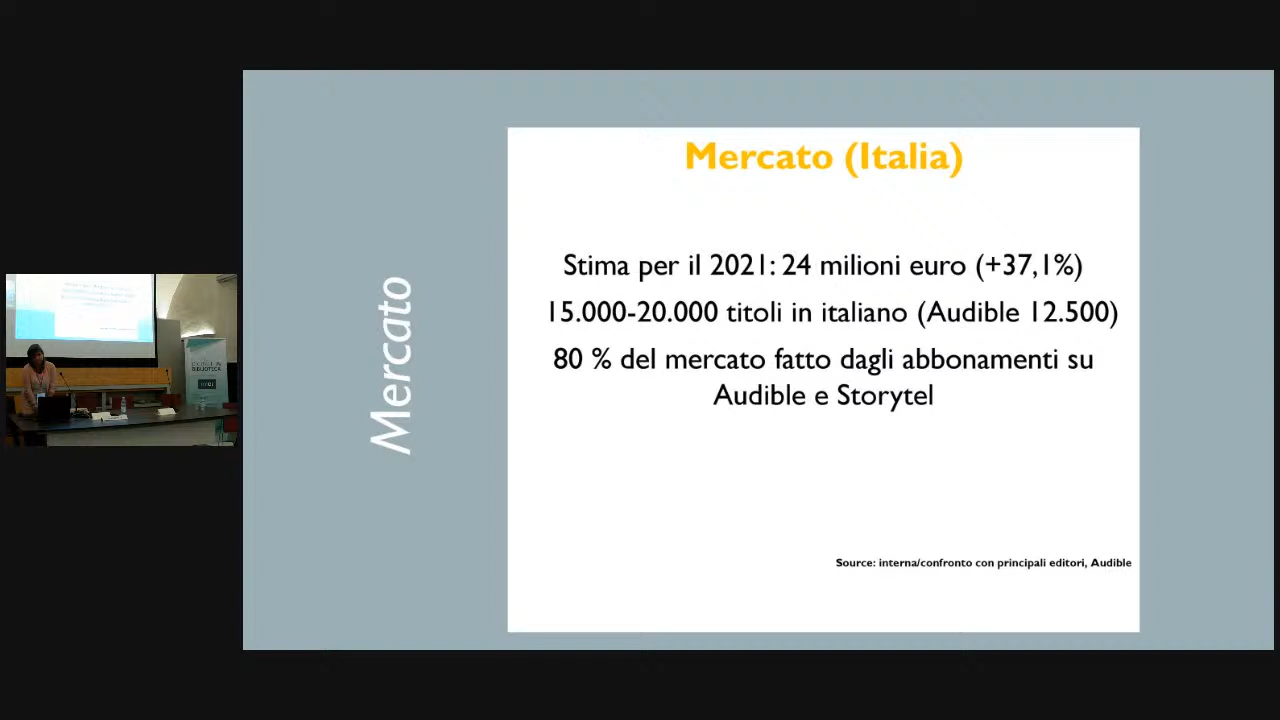 Mercato
Mercato (Italia)
Stima per il 2021: 24 milioni euro (+37,1%)
15.000-20.000 titoli in italiano (Audible 12.500)
80 % del mercato fatto dagli abbonamenti su
Audible e Storytel
Source: interna/confronto con principali editori, Audible
BIBLIOTECA